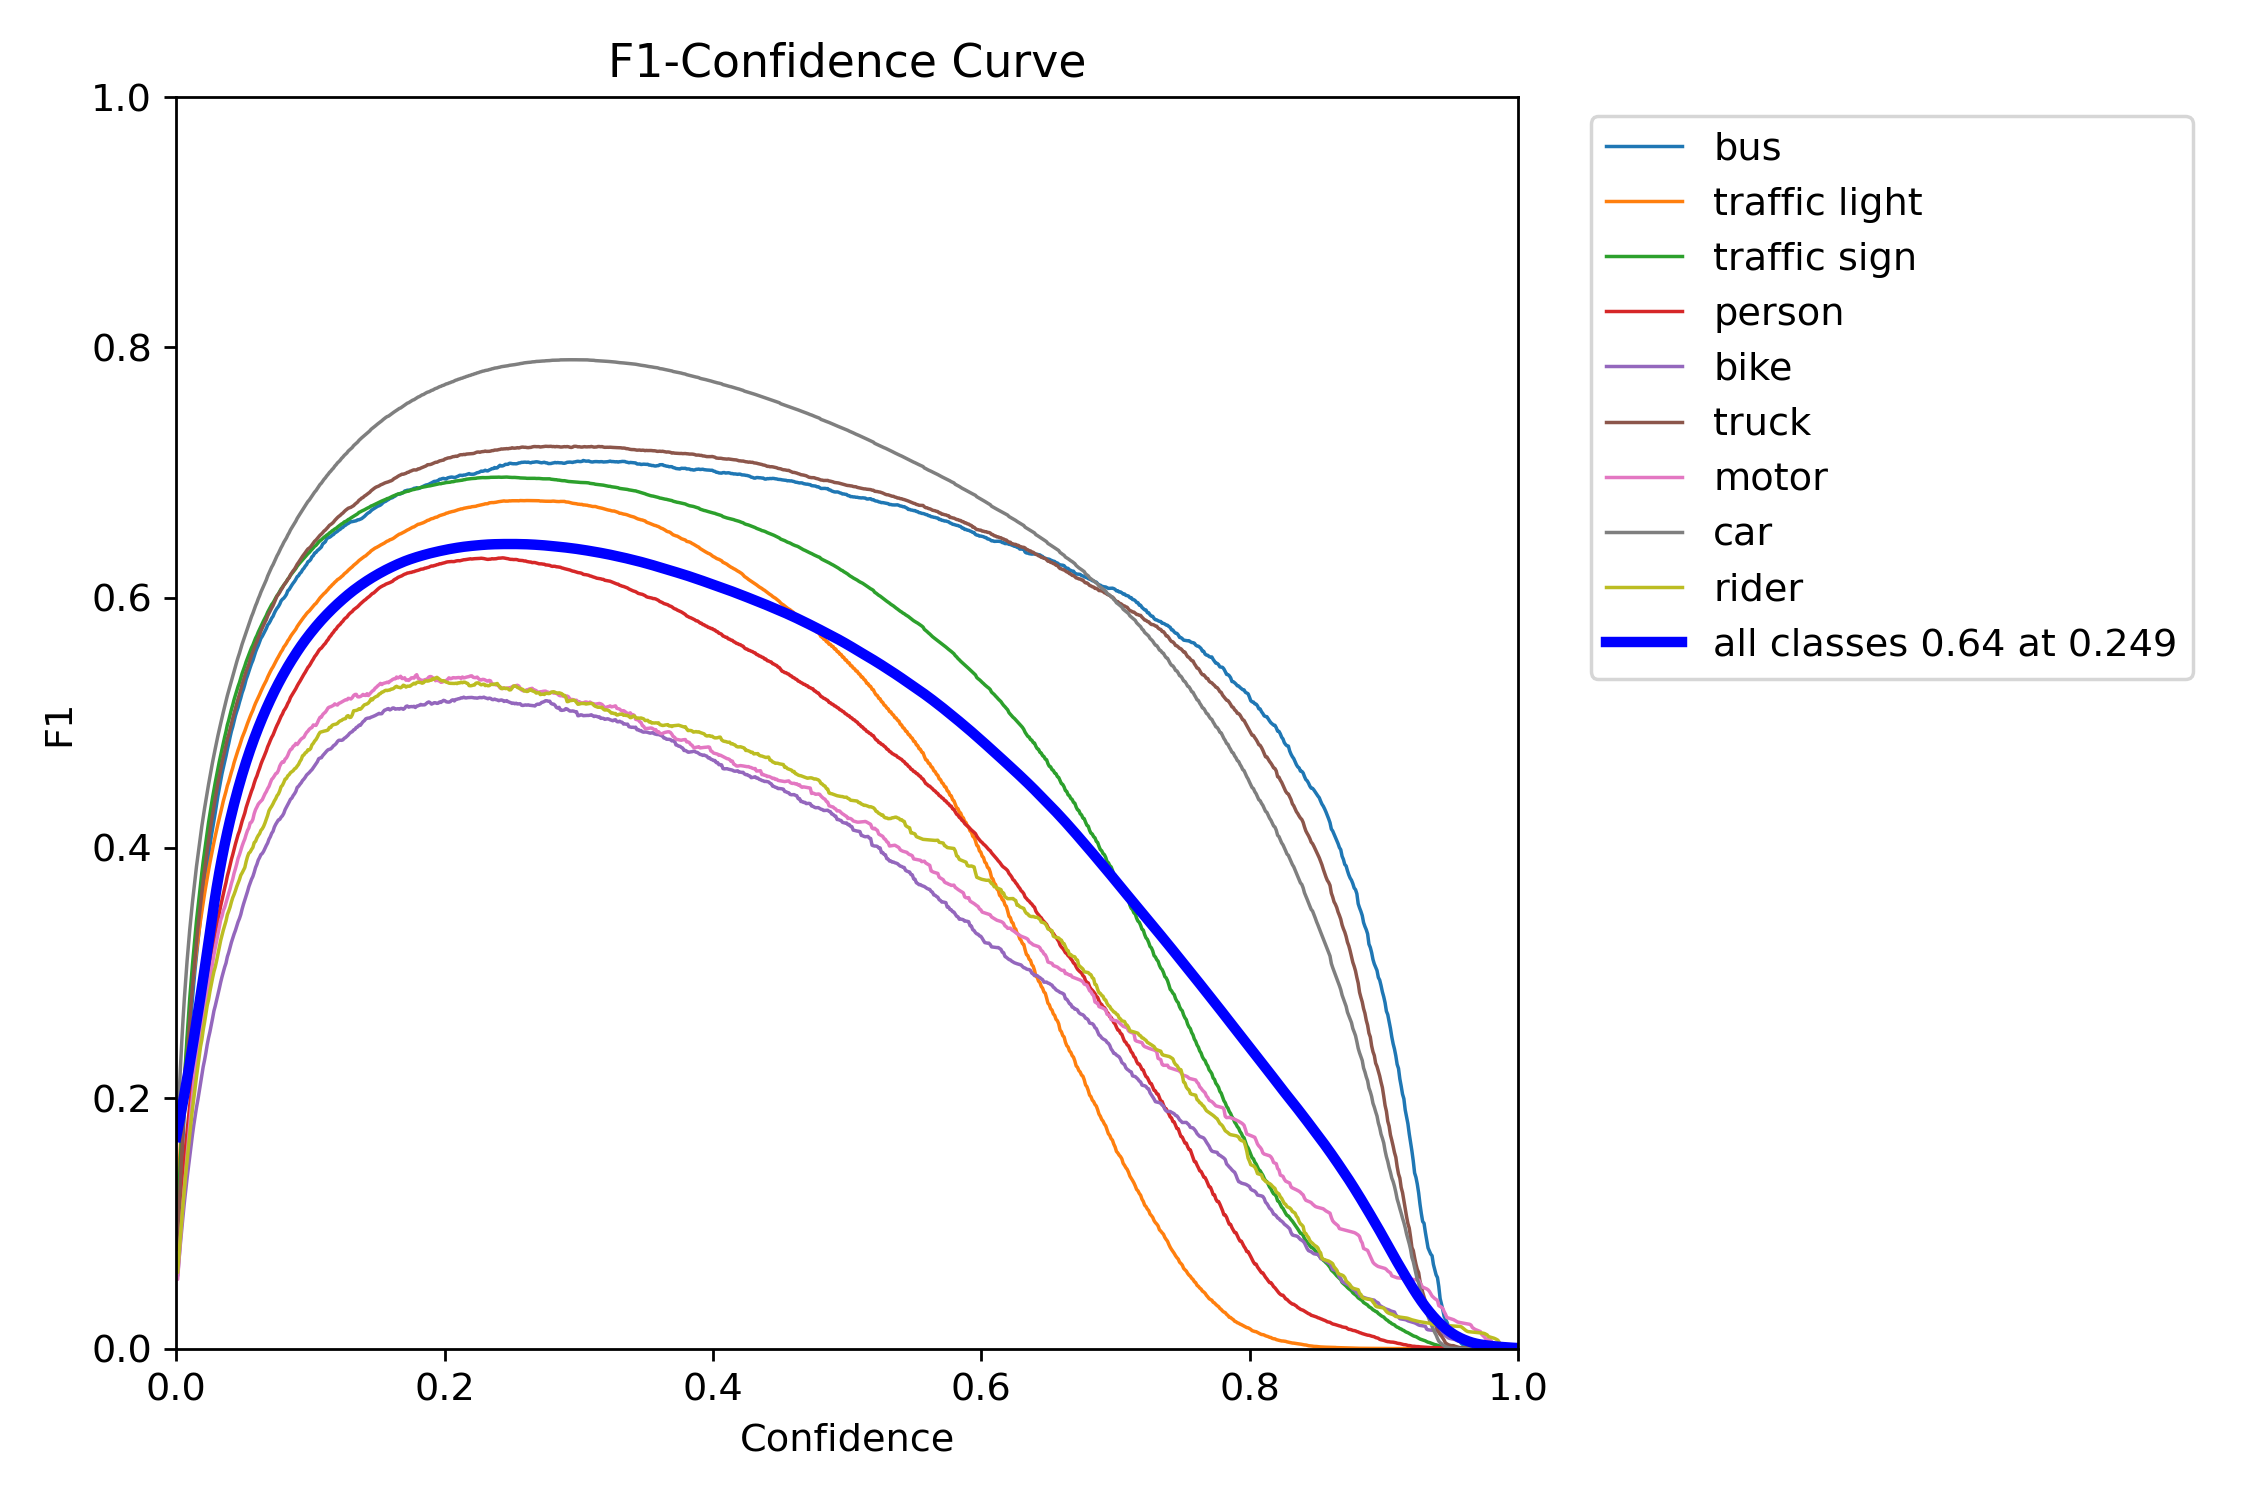 F1-Confidence Curve
1.0
0.8
0.6
0.4
0.2
0.0
F1
0.0 0.2 0.4 0.6 0.8 1.0
Confidence
bus
traffic light
traffic sign
person
bike
truck
motor
car
rider
all classes 0.64 at 0.249